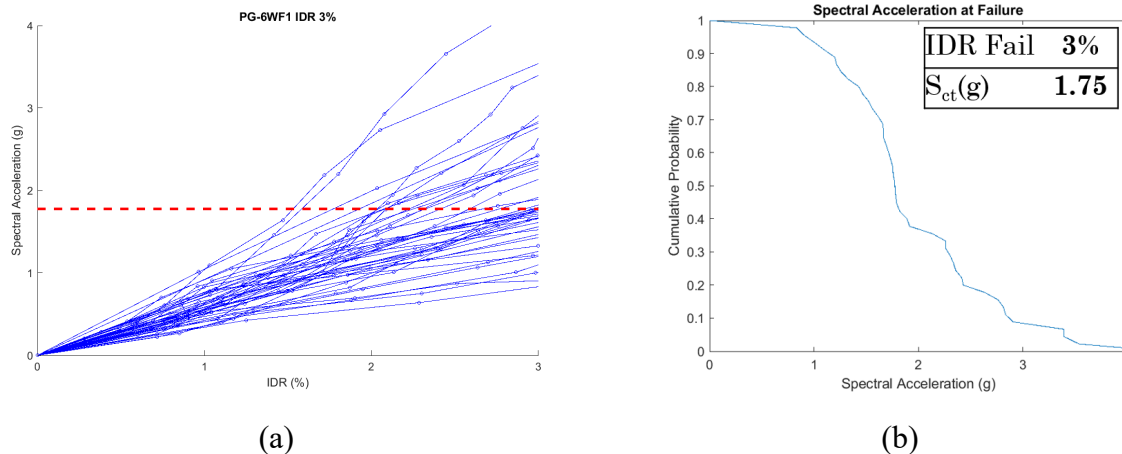 PG-6WF1 IDR 3%
4
3
2
1
0
0
1
2
3
Spectral Acceleration (g)
IDR (%)
(a)
Spectral Acceleration at Failure
1
0.9
0.8
0.7
0.6
0.5
0.4
0.3
0.2
0.1
0
0
1
2
3
Cumulative Probability
Spectral Acceleration (g)
IDR Fail 3%
Sct(g) 1.75
(b)